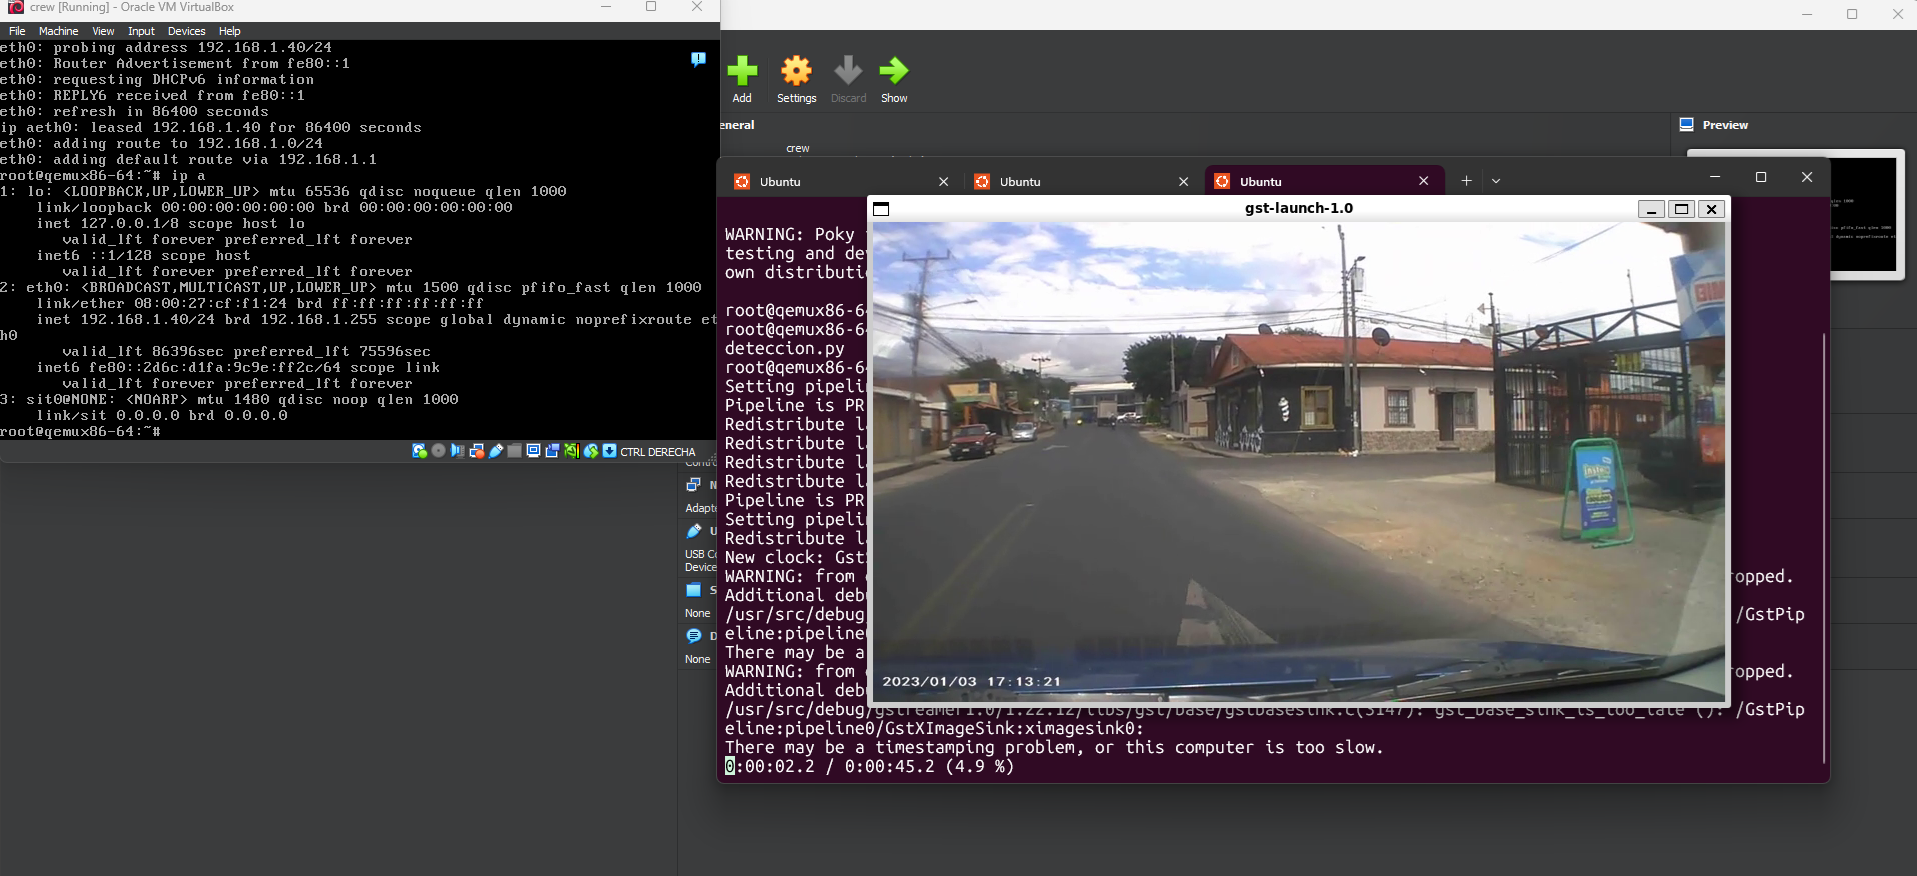 crew [Running] - Oracle VM VirtualBox
File Machine View Input Devices Help
eth0: probing address 192.168.1.40/24
eth0: Router Advertisement from fe80::1
eth0: requesting DHCPv6 information
eth0: REPLY6 received from fe80::1
eth0: refresh in 86400 seconds
ip aeth0: leased 192.168.1.40 for 86400 seconds
eth0: adding route to 192.168.1.0/24
eth0: adding default route via 192.168.1.1
root@qemux86-64:~# ip a
1: lo: <LOOPBACK,UP,LOWER_UP> mtu 65536 qdisc noqueue qlen 1000
link/loopback 00:00:00:00:00:00 brd 00:00:00:00:00:00
inet 127.0.0.1/8 scope host lo
valid_lft forever preferred_lft forever
inet6 ::1/128 scope host
valid_lft forever preferred_lft forever
2: eth0: <BROADCAST,MULTICAST,UP,LOWER_UP> mtu 1500 qdisc pfifo_fast qlen 1000
link/ether 08:00:27:cf:f1:24 brd ff:ff:ff:ff:ff:ff
inet 192.168.1.40/24 brd 192.168.1.255 scope global dynamic noprefixroute et
h0
valid_lft 86396sec preferred_lft 75596sec
inet6 fe80::2d6c:d1fa:9c9e:ff2c/64 scope link
valid_lft forever preferred_lft forever
3: sit0@NONE: <NOARP> mtu 1480 qdisc noop qlen 1000
link/sit 0.0.0.0 brd 0.0.0.0
root@qemux86-64:~#
CTRL DERECHA
Add Settings Discard Show
eneral
crew
Preview
Adapte
USB Co
Device
None
None
Ubuntu
Ubuntu
Ubuntu
gst-launch-1.0
WARNING: Poky
testing and de
own distributi
root@qemux86-6
root@qemux86-6
deteccion.py
root@qemux86-6
Setting pipeli
Pipeline is PR
Redistribute l
Redistribute l
Redistribute l
Redistribute l
Pipeline is PR
Setting pipeli
Redistribute l
New clock: Gst
WARNING: from opped.
Additional deb
/usr/src/debug /GstPip
eline:pipeline
There may be a
WARNING: from opped.
Additional deb
/usr/src/debug/gstreamer1.0/1.22.12/libs/gst/base/gstbasesink.c(3147): gst_base_sink_is_too_late (): /GstPip
eline:pipeline0/GstXImageSink:ximagesink0:
There may be a timestamping problem, or this computer is too slow.
0:00:02.2 / 0:00:45.2 (4.9 %)
2023/01/03 17:13:21